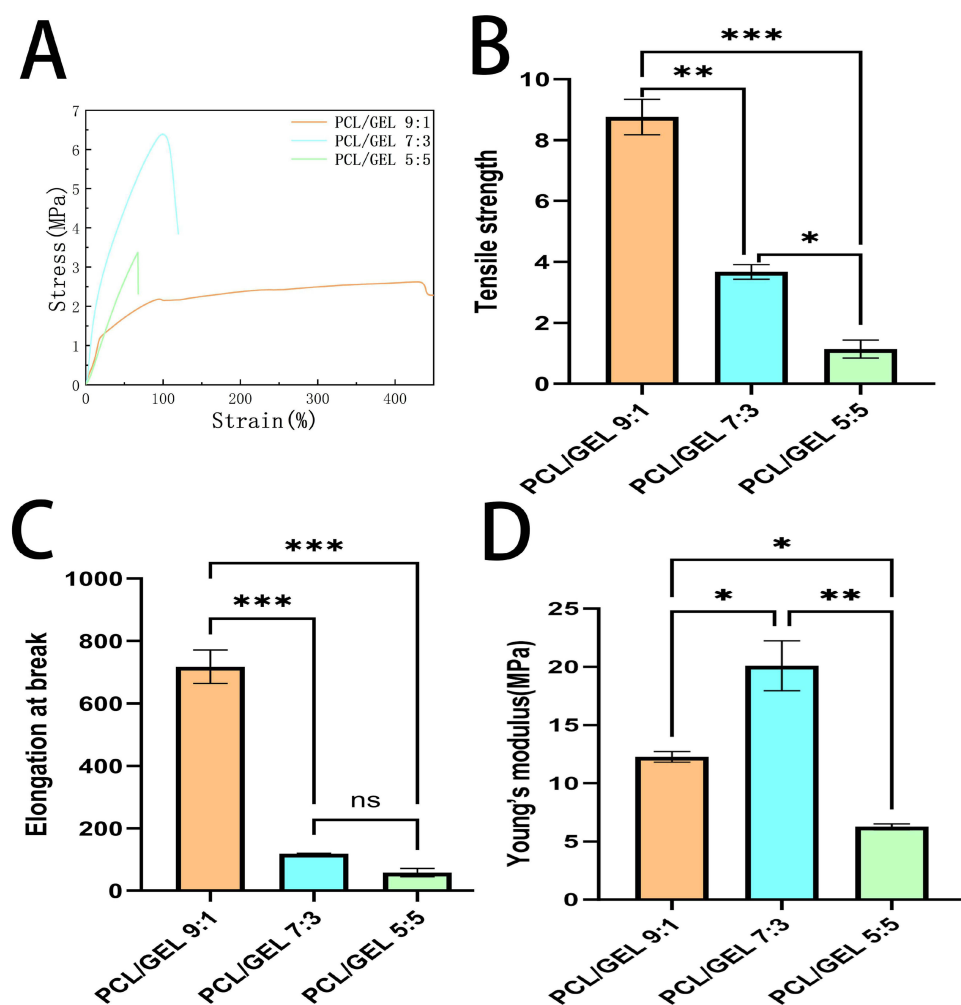 A
Stress(MPa)
7
6
5
4
3
2
1
0
0 100 200 300 400
Strain(%)
PCL/GEL 9:1
PCL/GEL 7:3
PCL/GEL 5:5
B
Tensile strength
10
8
6
4
2
0
***
**
*
PCL/GEL 9:1
PCL/GEL 7:3
PCL/GEL 5:5
C
Elongation at break
1000
800
600
400
200
0
***
***
ns
PCL/GEL 9:1
PCL/GEL 7:3
PCL/GEL 5:5
D
Young's modulus(MPa)
25
20
15
10
5
0
*
*
**
PCL/GEL 9:1
PCL/GEL 7:3
PCL/GEL 5:5